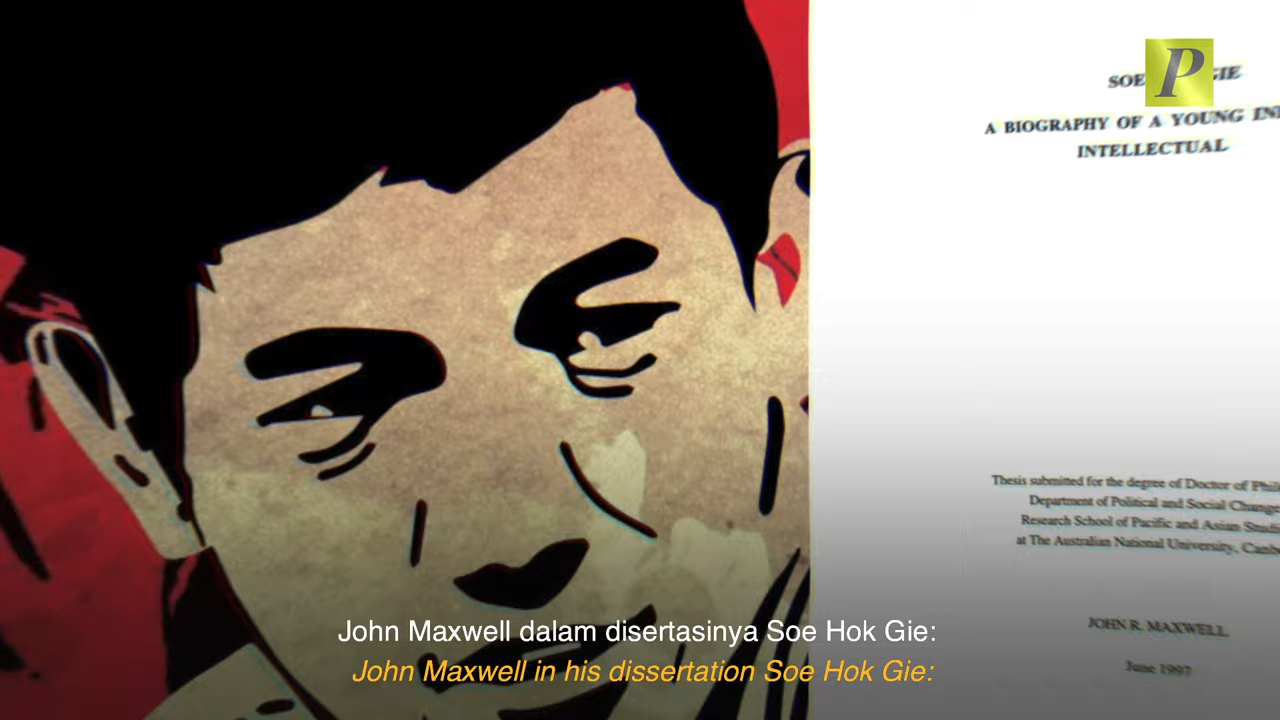 P
SOE GIE
A BIOGRAPHY OF A YOUNG
INTELLECTUAL
Thesis submitted for the degree of Doctor of
Department of Political and Social Change
Research School of Pacific and Asian
at The Australian National University,
JOHN R. MAXWELL
June 1997
John Maxwell dalam disertasinya Soe Hok Gie:
John Maxwell in his dissertation Soe Hok Gie: